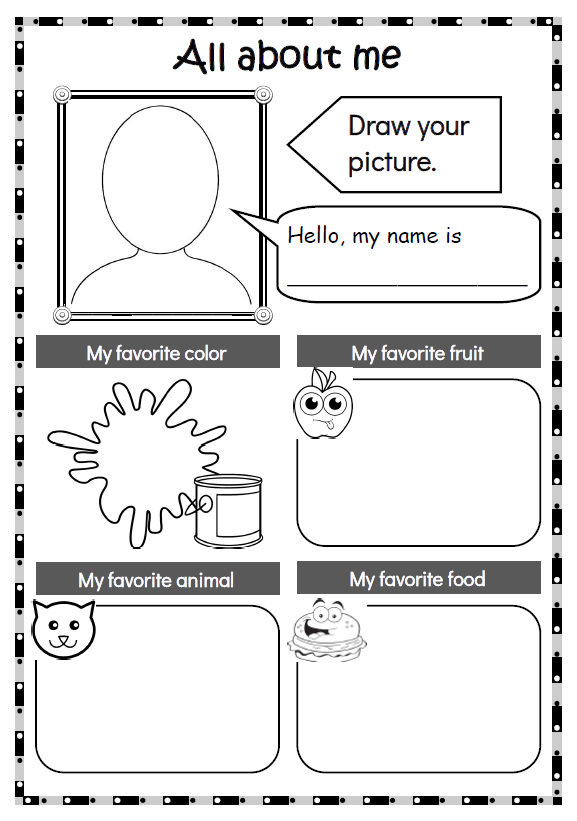 All about me
Draw your
picture.
Hello, my name is
My favorite color
My favorite fruit
My favorite animal
My favorite food